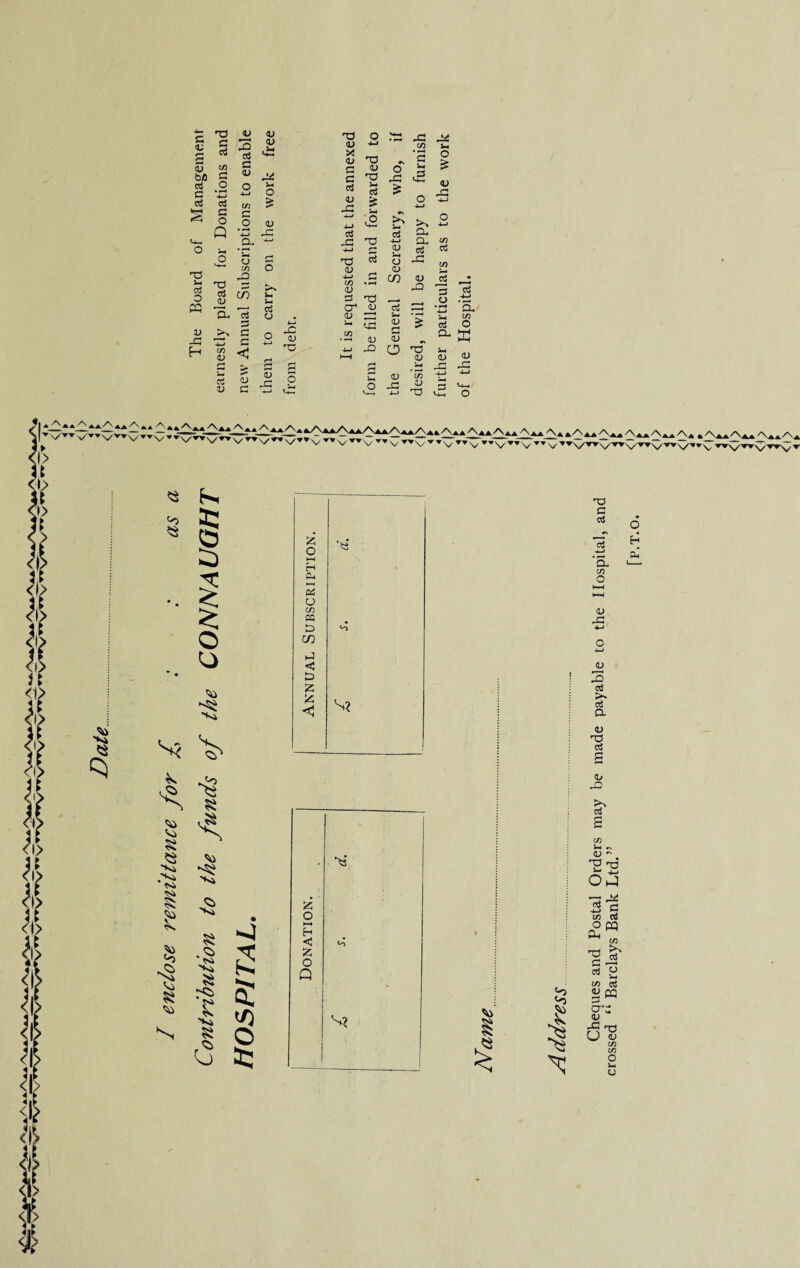 The Board of Management
earnestly plead for Donations and
new Annual Subscriptions to enable
them to carry on the work free
from debt.
It is requested that the annexed
form be filled in and forwarded to
the General Secretary, who, if
desired, will be happy to furnish
further particulars as to the work
of the Hospital.
Date
I enclose remittance for £ : : as a
Contribution to the funds of the CONNAUGHT
HOSPITAL.
DONATION.
£ s. d.
ANNUAL SUBSCRIPTION.
£ s. d.
Name
Address
Cheques and Postal Orders may be made payable to the Hospital, and
crossed “ Barclays Bank Ltd.”
[P.T.O.